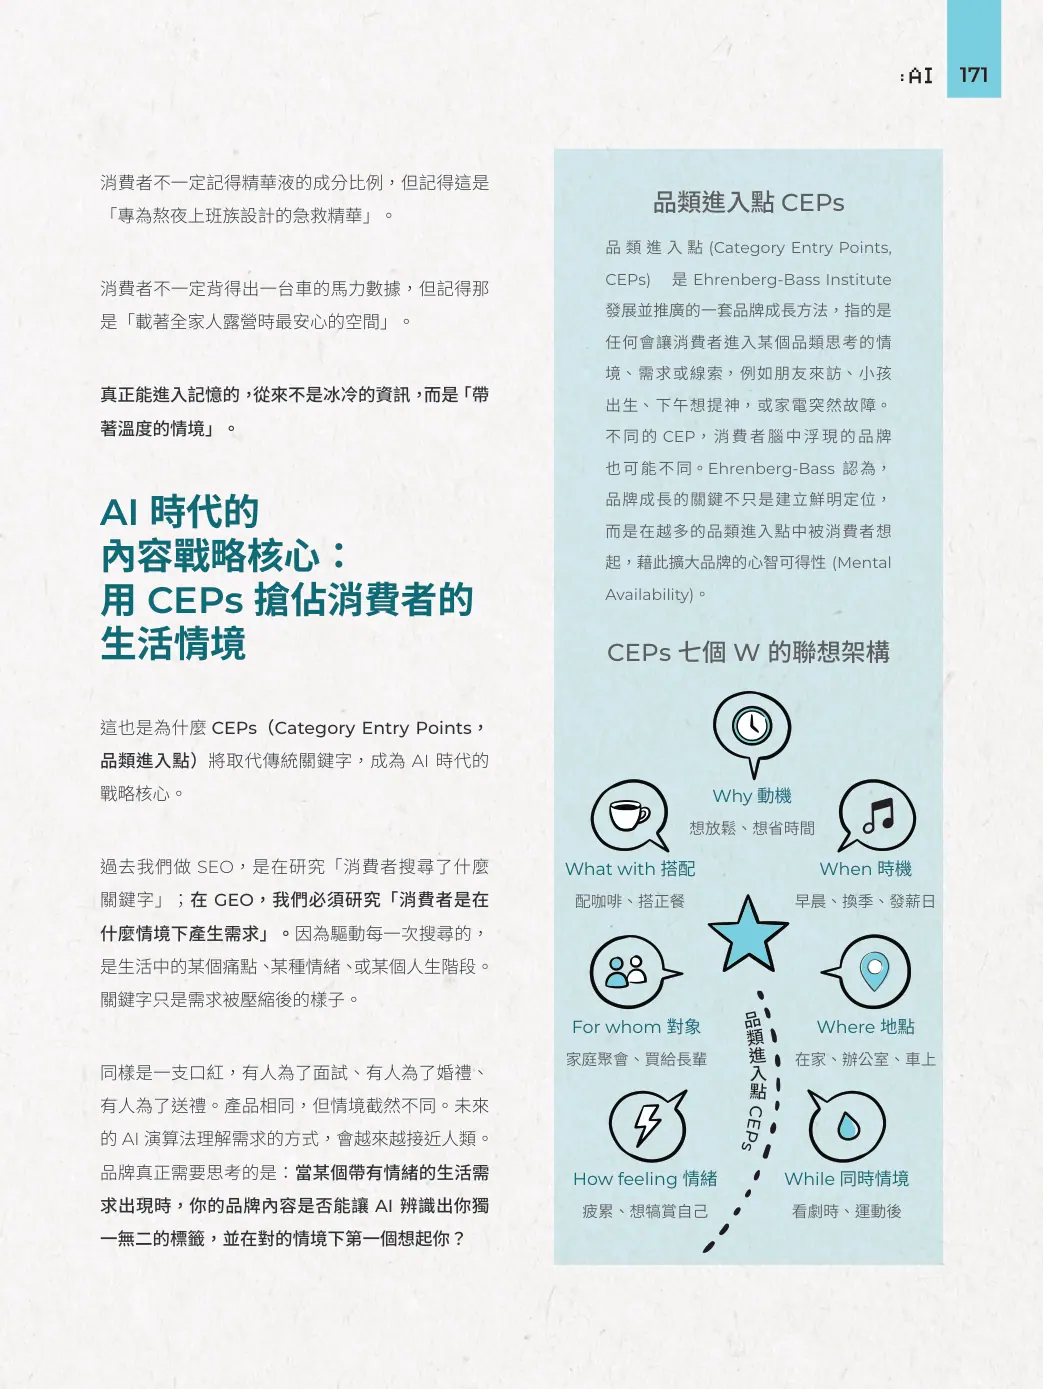 :AI
171
消費者不一定記得精華液的成分比例，但記得這是
「專為熬夜上班族設計的急救精華」。
消費者不一定背得出一台車的馬力數據，但記得那
是「載著全家人露營時最安心的空間」。
真正能進入記憶的，從來不是冰冷的資訊，而是「帶
著溫度的情境」。
AI 時代的
內容戰略核心：
用 CEPs 搶佔消費者的
生活情境
這也是為什麼 CEPs（Category Entry Points，
品類進入點）將取代傳統關鍵字，成為 AI 時代的
戰略核心。
過去我們做 SEO，是在研究「消費者搜尋了什麼
關鍵字」；在 GEO，我們必須研究「消費者是在
什麼情境下產生需求」。因為驅動每一次搜尋的，
是生活中的某個痛點、某種情緒、或某個人生階段。
關鍵字只是需求被壓縮後的樣子。
同樣是一支口紅，有人為了面試、有人為了婚禮、
有人為了送禮。產品相同，但情境截然不同。未來
的 AI 演算法理解需求的方式，會越來越接近人類。
品牌真正需要思考的是：當某個帶有情緒的生活需
求出現時，你的品牌內容是否能讓 AI 辨識出你獨
一無二的標籤，並在對的情境下第一個想起你？
品類進入點 CEPs
品類進入點 (Category Entry Points,
CEPs) 是 Ehrenberg-Bass Institute
發展並推廣的一套品牌成長方法，指的是
任何會讓消費者進入某個品類思考的情
境、需求或線索，例如朋友來訪、小孩
出生、下午想提神，或家電突然故障。
不同的 CEP，消費者腦中浮現的品牌
也可能不同。Ehrenberg-Bass 認為，
品牌成長的關鍵不只是建立鮮明定位，
而是在越多的品類進入點中被消費者想
起，藉此擴大品牌的心智可得性 (Mental
Availability)。
CEPs 七個 W 的聯想架構
Why 動機
想放鬆、想省時間
What with 搭配
配咖啡、搭正餐
When 時機
早晨、換季、發薪日
For whom 對象
家庭聚會、買給長輩
Where 地點
在家、辦公室、車上
How feeling 情緒
疲累、想犒賞自己
While 同時情境
看劇時、運動後
品類進入點 CEPs